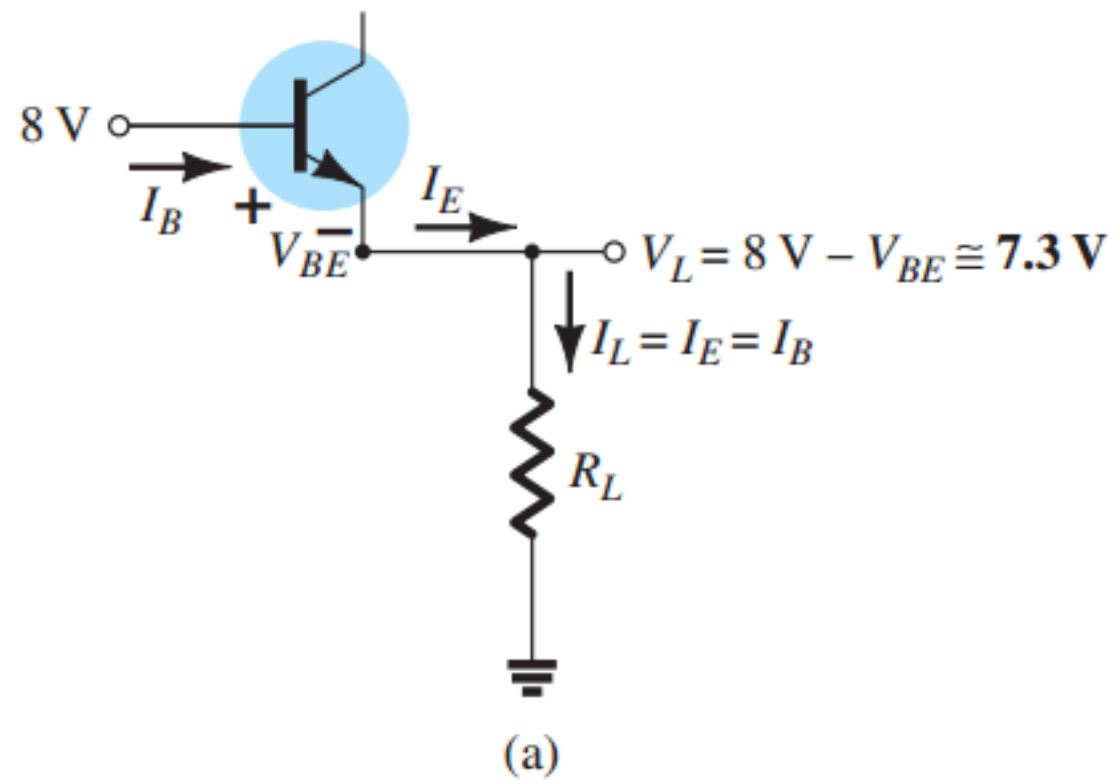 8 V
I_B
+
−
V_BE
I_E
V_L = 8 V – V_BE ≅ 7.3 V
I_L = I_E = I_B
R_L
(a)